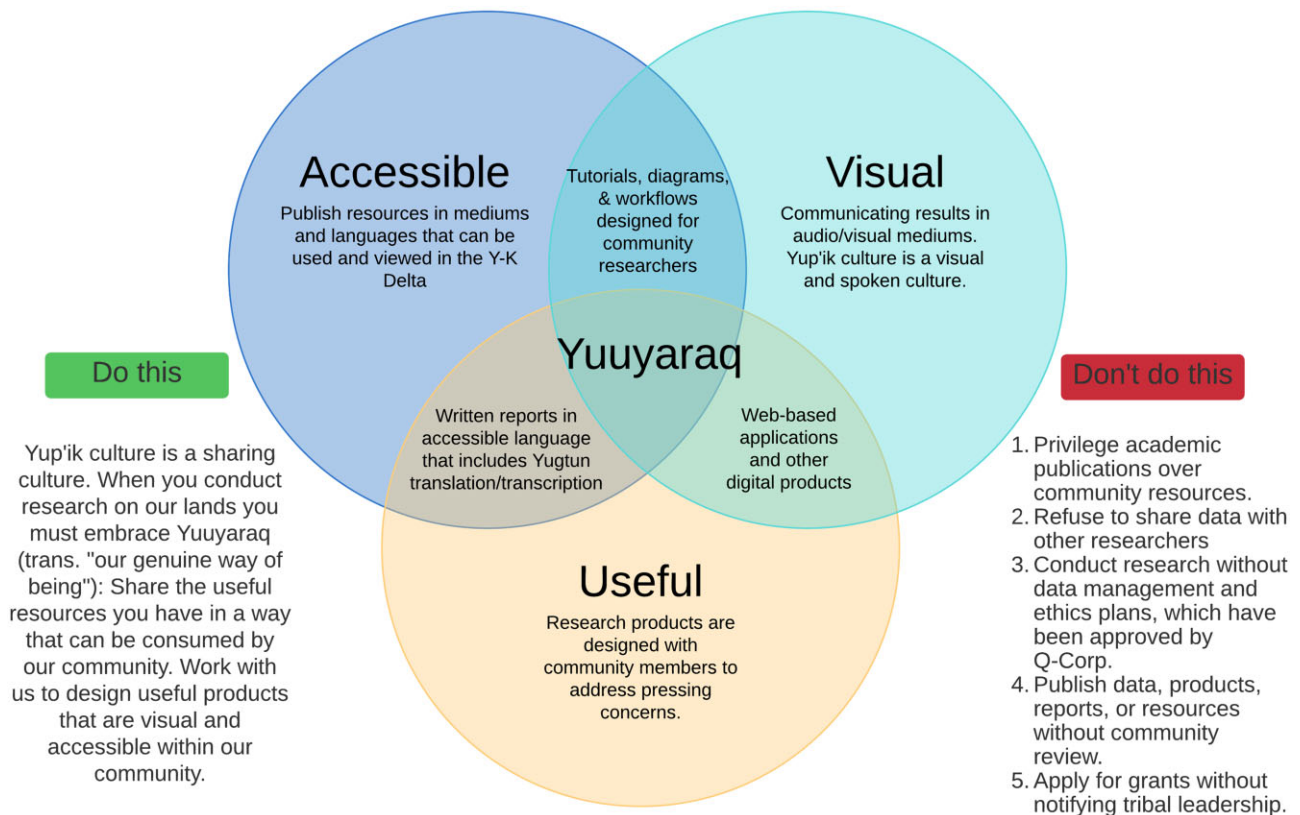 Accessible
Publish resources in mediums
and languages that can be
used and viewed in the Y-K
Delta
Tutorials, diagrams,
& workflows
designed for
community
researchers
Visual
Communicating results in
audio/visual mediums.
Yup'ik culture is a visual
and spoken culture.
Yuuyaraq
Written reports in
accessible language
that includes Yugtun
translation/transcription
Web-based
applications
and other
digital products
Useful
Research products are
designed with
community members to
address pressing
concerns.
Do this
Yup'ik culture is a sharing
culture. When you conduct
research on our lands you
must embrace Yuuyaraq
(trans. "our genuine way of
being"): Share the useful
resources you have in a way
that can be consumed by
our community. Work with
us to design useful products
that are visual and
accessible within our
community.
Don't do this
1. Privilege academic
publications over
community resources.
2. Refuse to share data with
other researchers
3. Conduct research without
data management and
ethics plans, which have
been approved by
Q-Corp.
4. Publish data, products,
reports, or resources
without community
review.
5. Apply for grants without
notifying tribal leadership.